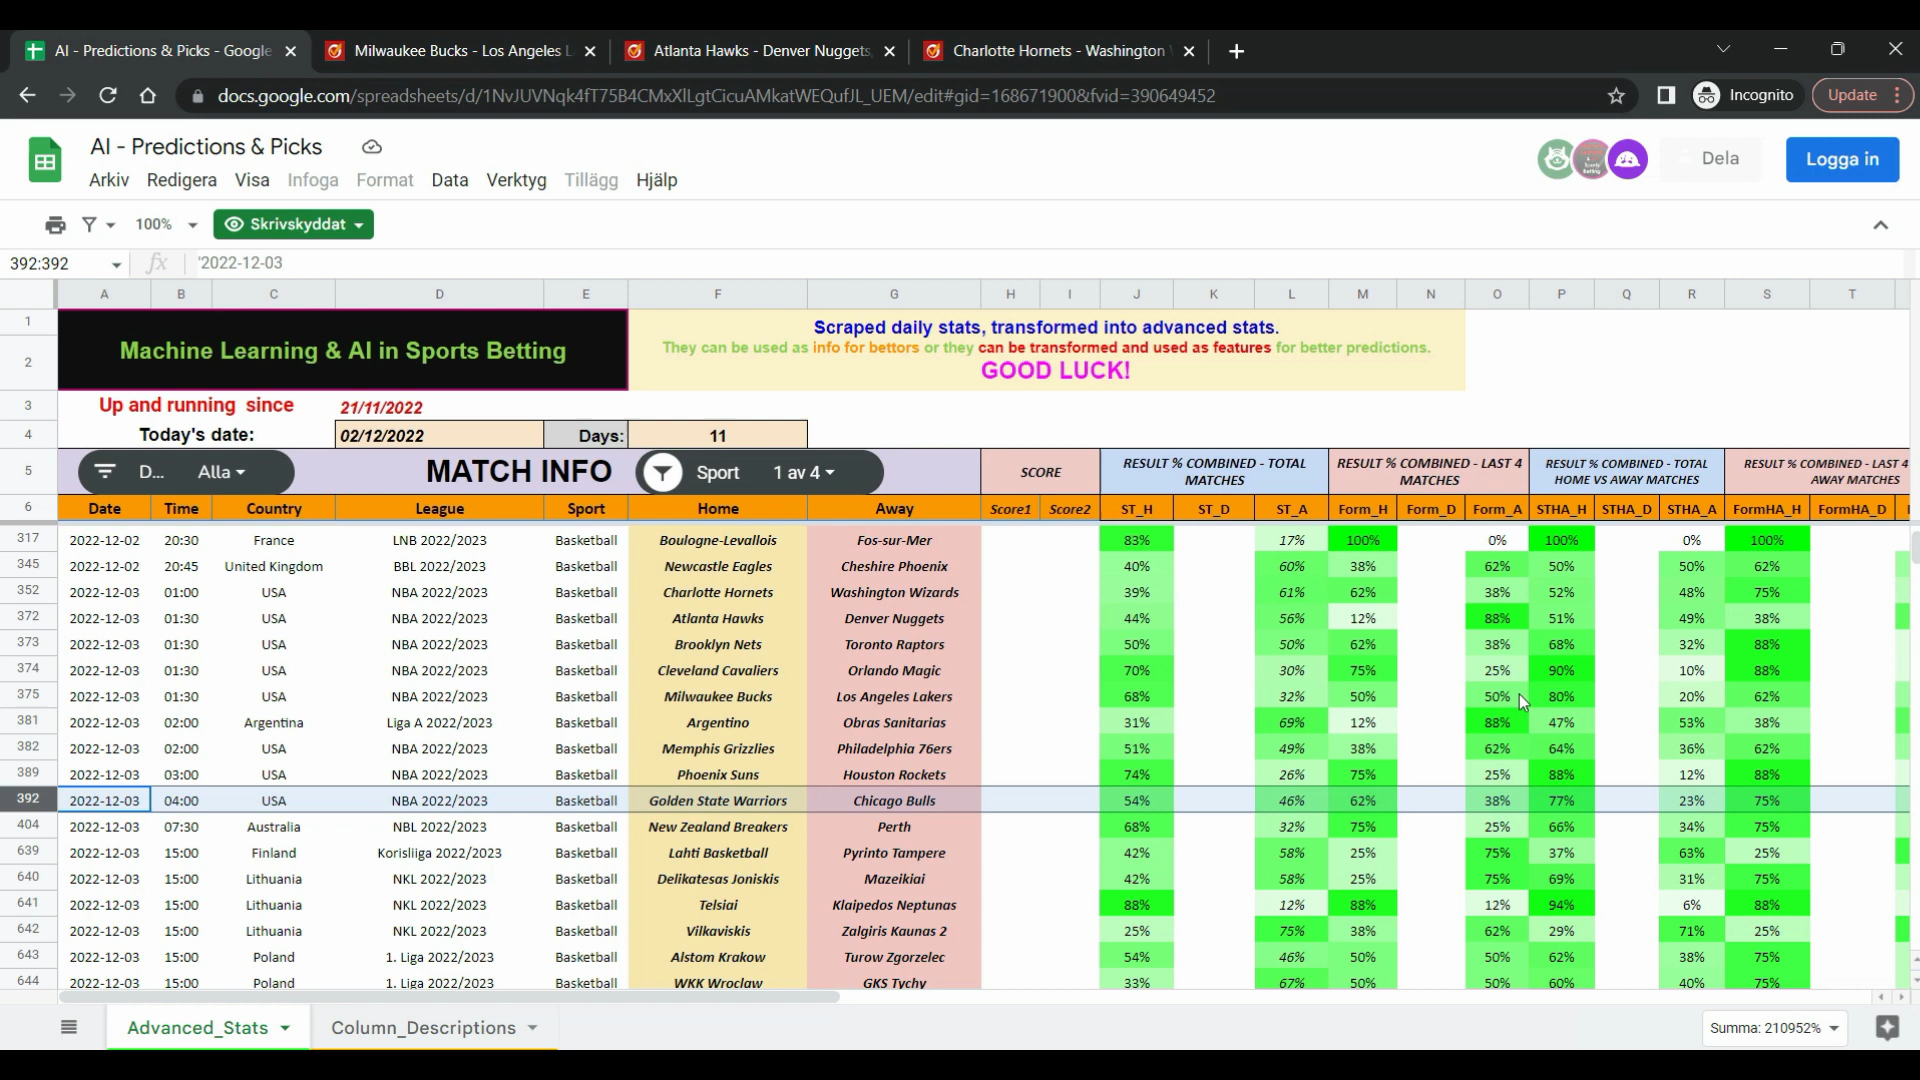 AI - Predictions & Picks - Google
Milwaukee Bucks - Los Angeles L
Atlanta Hawks - Denver Nuggets,
Charlotte Hornets - Washington
docs.google.com/spreadsheets/d/1NvJUVNqk4fT75B4CMxXlLgtCicuAMkatWEQufJL_UEM/edit#gid=168671900&fvid=390649452
Incognito
Update
AI - Predictions & Picks
Arkiv Redigera Visa Infoga Format Data Verktyg Tillägg Hjälp
Dela
Logga in
100%
Skrivskyddat
392:392
fx
'2022-12-03
A B C D E F G H I J K L M N O P Q R S T
1
Machine Learning & AI in Sports Betting
Scraped daily stats, transformed into advanced stats.
They can be used as info for bettors or they can be transformed and used as features for better predictions.
2
GOOD LUCK!
3 Up and running since 21/11/2022
4 Today's date: 02/12/2022 Days: 11
5 D... Alla MATCH INFO Sport 1 av 4 SCORE
RESULT % COMBINED - TOTAL MATCHES
RESULT % COMBINED - LAST 4 MATCHES
RESULT % COMBINED - TOTAL HOME VS AWAY MATCHES
RESULT % COMBINED - LAST 4 AWAY MATCHES
6 Date Time Country League Sport Home Away Score1 Score2 ST_H ST_D ST_A Form_H Form_D Form_A STHA_H STHA_D STHA_A FormHA_H FormHA_D
317 2022-12-02 20:30 France LNB 2022/2023 Basketball Boulogne-Levallois Fos-sur-Mer 83% 17% 100% 0% 100% 0% 100%
345 2022-12-02 20:45 United Kingdom BBL 2022/2023 Basketball Newcastle Eagles Cheshire Phoenix 40% 60% 38% 62% 50% 50% 62%
352 2022-12-03 01:00 USA NBA 2022/2023 Basketball Charlotte Hornets Washington Wizards 39% 61% 62% 38% 52% 48% 75%
372 2022-12-03 01:30 USA NBA 2022/2023 Basketball Atlanta Hawks Denver Nuggets 44% 56% 12% 88% 51% 49% 38%
373 2022-12-03 01:30 USA NBA 2022/2023 Basketball Brooklyn Nets Toronto Raptors 50% 50% 62% 38% 68% 32% 88%
374 2022-12-03 01:30 USA NBA 2022/2023 Basketball Cleveland Cavaliers Orlando Magic 70% 30% 75% 25% 90% 10% 88%
375 2022-12-03 01:30 USA NBA 2022/2023 Basketball Milwaukee Bucks Los Angeles Lakers 68% 32% 50% 50% 80% 20% 62%
381 2022-12-03 02:00 Argentina Liga A 2022/2023 Basketball Argentino Obras Sanitarias 31% 69% 12% 88% 47% 53% 38%
382 2022-12-03 02:00 USA NBA 2022/2023 Basketball Memphis Grizzlies Philadelphia 76ers 51% 49% 38% 62% 64% 36% 62%
389 2022-12-03 03:00 USA NBA 2022/2023 Basketball Phoenix Suns Houston Rockets 74% 26% 75% 25% 88% 12% 88%
392 2022-12-03 04:00 USA NBA 2022/2023 Basketball Golden State Warriors Chicago Bulls 54% 46% 62% 38% 77% 23% 75%
404 2022-12-03 07:30 Australia NBL 2022/2023 Basketball New Zealand Breakers Perth 68% 32% 75% 25% 66% 34% 75%
639 2022-12-03 15:00 Finland Korisliiga 2022/2023 Basketball Lahti Basketball Pyrinto Tampere 42% 58% 25% 75% 37% 63% 25%
640 2022-12-03 15:00 Lithuania NKL 2022/2023 Basketball Delikatesas Joniskis Mazeikiai 42% 58% 25% 75% 69% 31% 75%
641 2022-12-03 15:00 Lithuania NKL 2022/2023 Basketball Telsiai Klaipedos Neptunas 88% 12% 88% 12% 94% 6% 88%
642 2022-12-03 15:00 Lithuania NKL 2022/2023 Basketball Vilkaviskis Zalgiris Kaunas 2 25% 75% 38% 62% 29% 71% 25%
643 2022-12-03 15:00 Poland 1. Liga 2022/2023 Basketball Alstom Krakow Turow Zgorzelec 54% 46% 50% 50% 62% 38% 75%
644 2022-12-03 15:00 Poland 1. Liga 2022/2023 Basketball WKK Wroclaw GKS Tychy 33% 67% 50% 50% 60% 40% 75%
Advanced_Stats
Column_Descriptions
Summa: 210952%